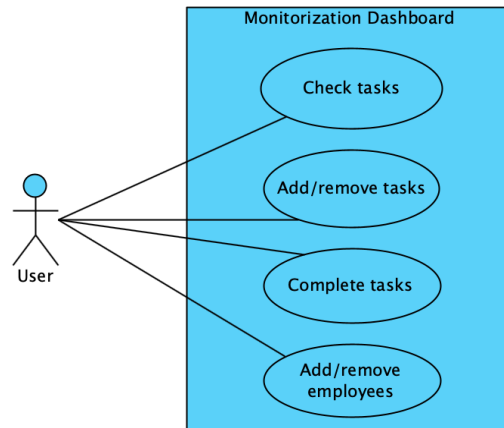 Monitorization Dashboard
Check tasks
Add/remove tasks
Complete tasks
Add/remove
employees
User